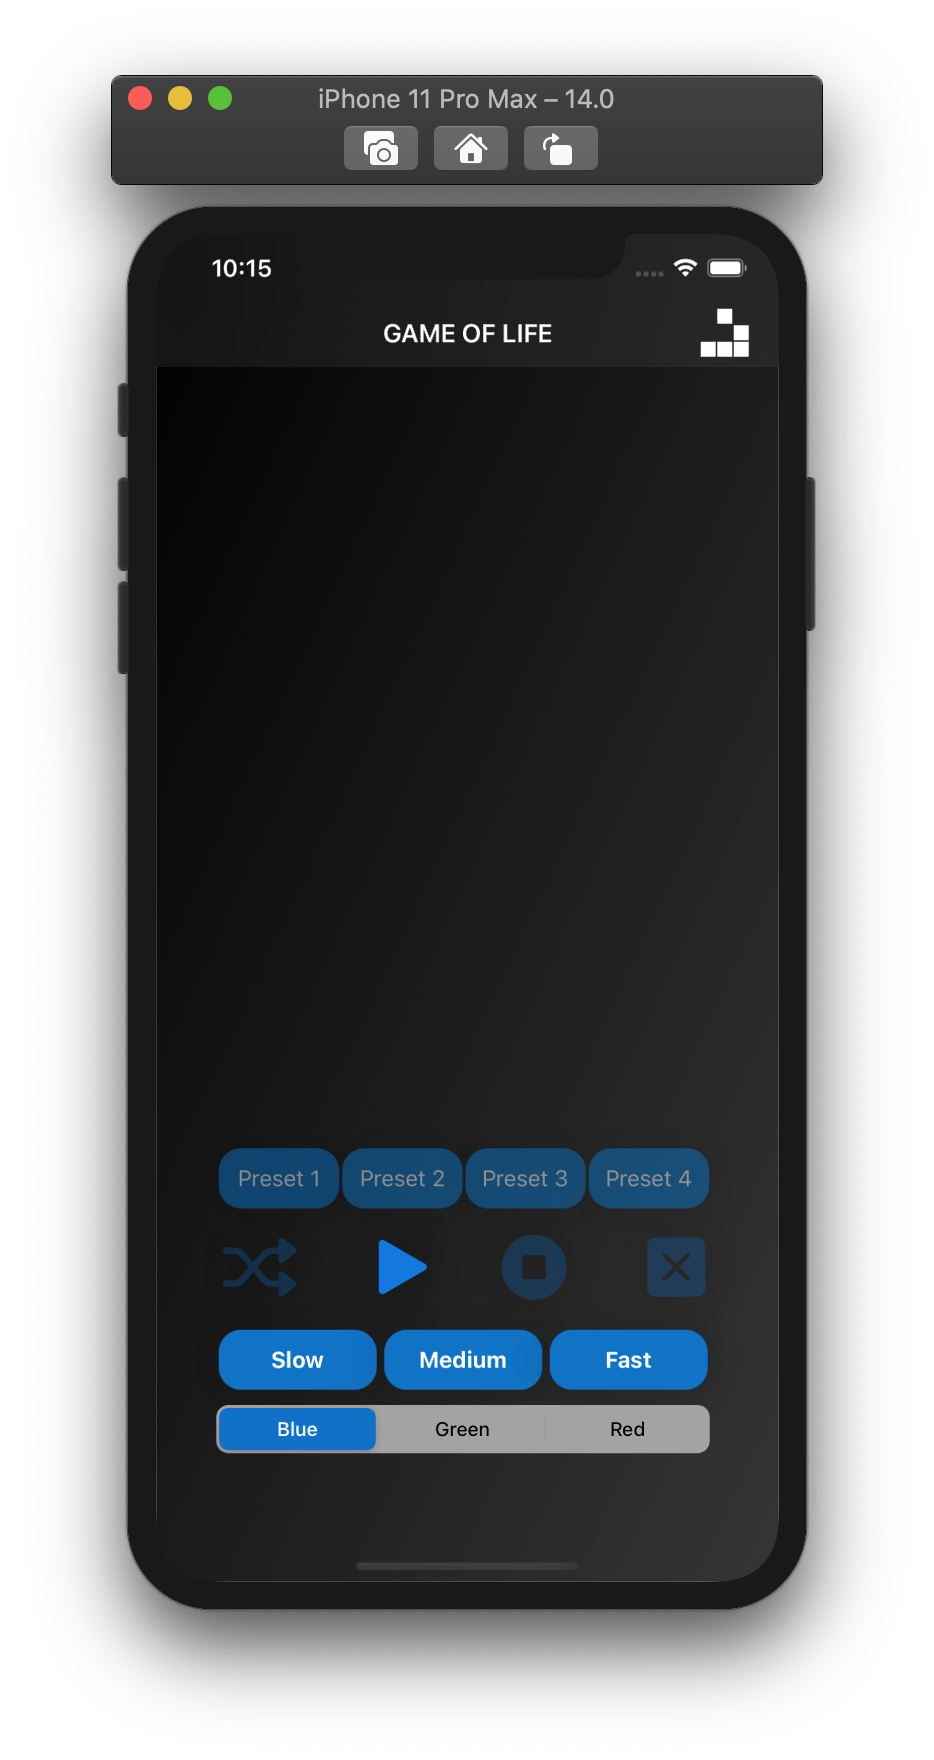 iPhone 11 Pro Max – 14.0
10:15
GAME OF LIFE
Preset 1 Preset 2 Preset 3 Preset 4
Slow Medium Fast
Blue Green Red